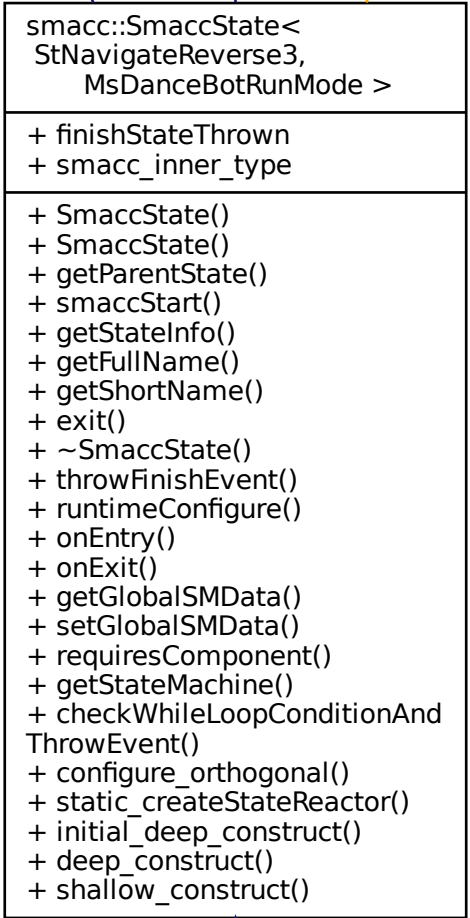 smacc::SmaccState<
StNavigateReverse3,
MsDanceBotRunMode >
+ finishStateThrown
+ smacc_inner_type
+ SmaccState()
+ SmaccState()
+ getParentState()
+ smaccStart()
+ getStateInfo()
+ getFullName()
+ getShortName()
+ exit()
+ ~SmaccState()
+ throwFinishEvent()
+ runtimeConfigure()
+ onEntry()
+ onExit()
+ getGlobalSMData()
+ setGlobalSMData()
+ requiresComponent()
+ getStateMachine()
+ checkWhileLoopConditionAnd
ThrowEvent()
+ configure_orthogonal()
+ static_createStateReactor()
+ initial_deep_construct()
+ deep_construct()
+ shallow_construct()